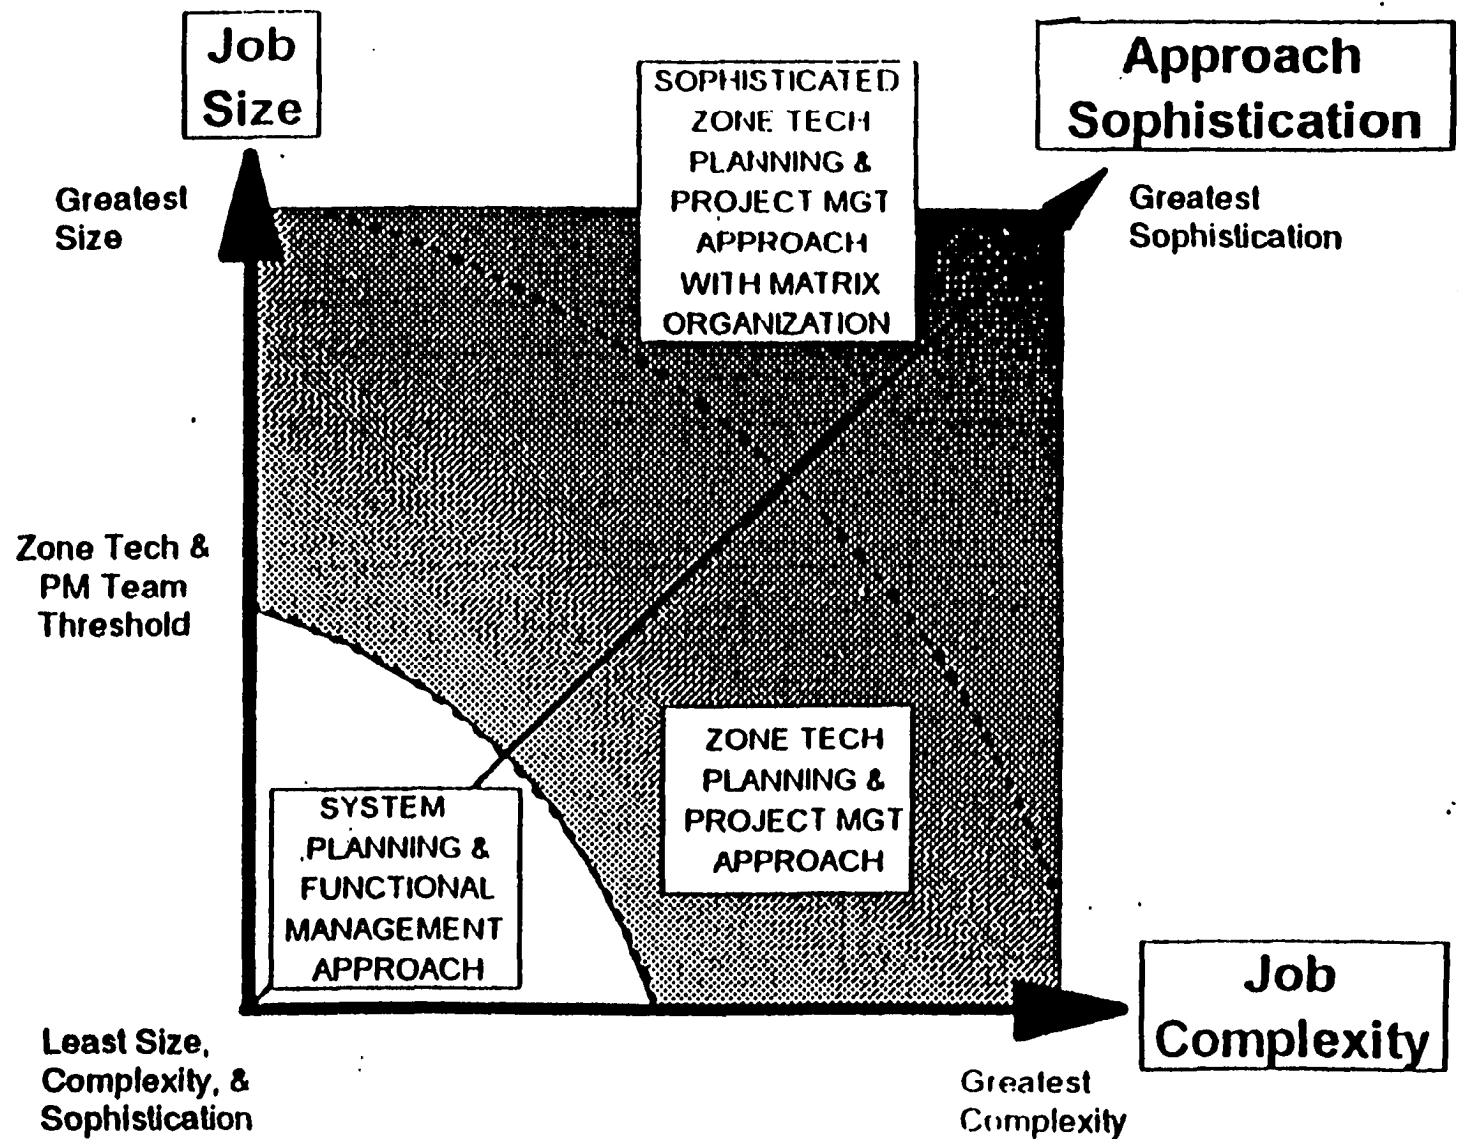 Job
Size
Approach
Sophistication
SOPHISTICATED
ZONE TECH
PLANNING &
PROJECT MGT
APPROACH
WITH MATRIX
ORGANIZATION
Greatest
Size
Greatest
Sophistication
Zone Tech &
PM Team
Threshold
ZONE TECH
PLANNING &
PROJECT MGT
APPROACH
SYSTEM
PLANNING &
FUNCTIONAL
MANAGEMENT
APPROACH
Job
Complexity
Least Size,
Complexity, &
Sophistication
Greatest
Complexity